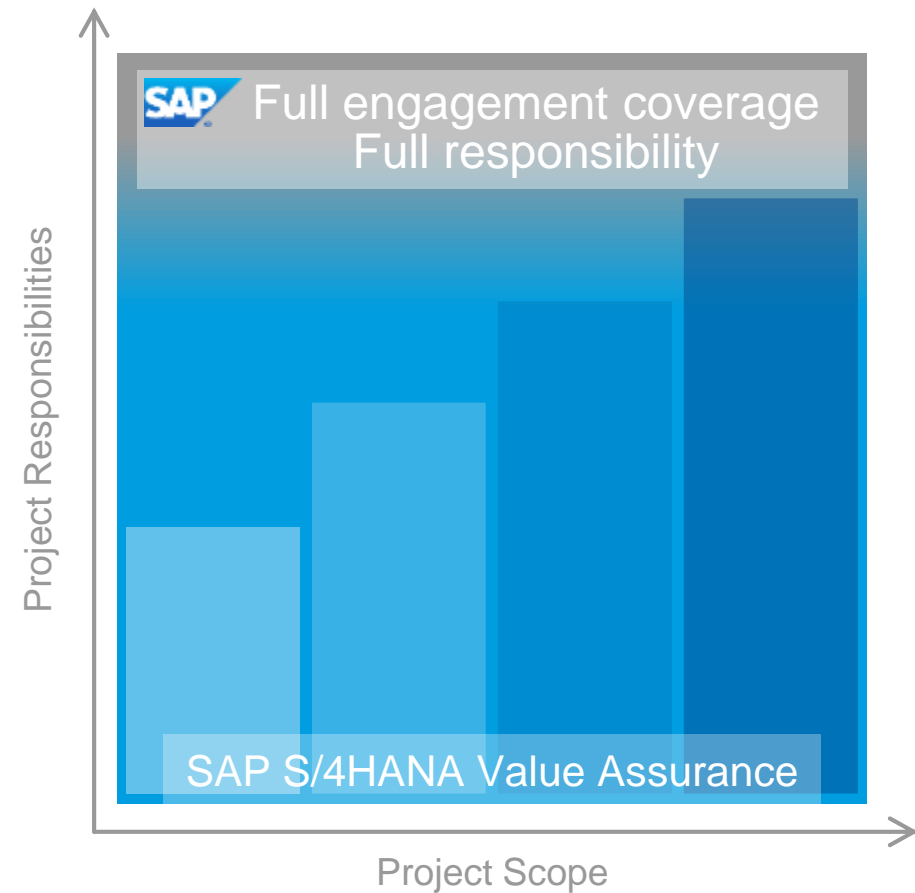 SAP Full engagement coverage
Full responsibility
Project Responsibilities
SAP S/4HANA Value Assurance
Project Scope